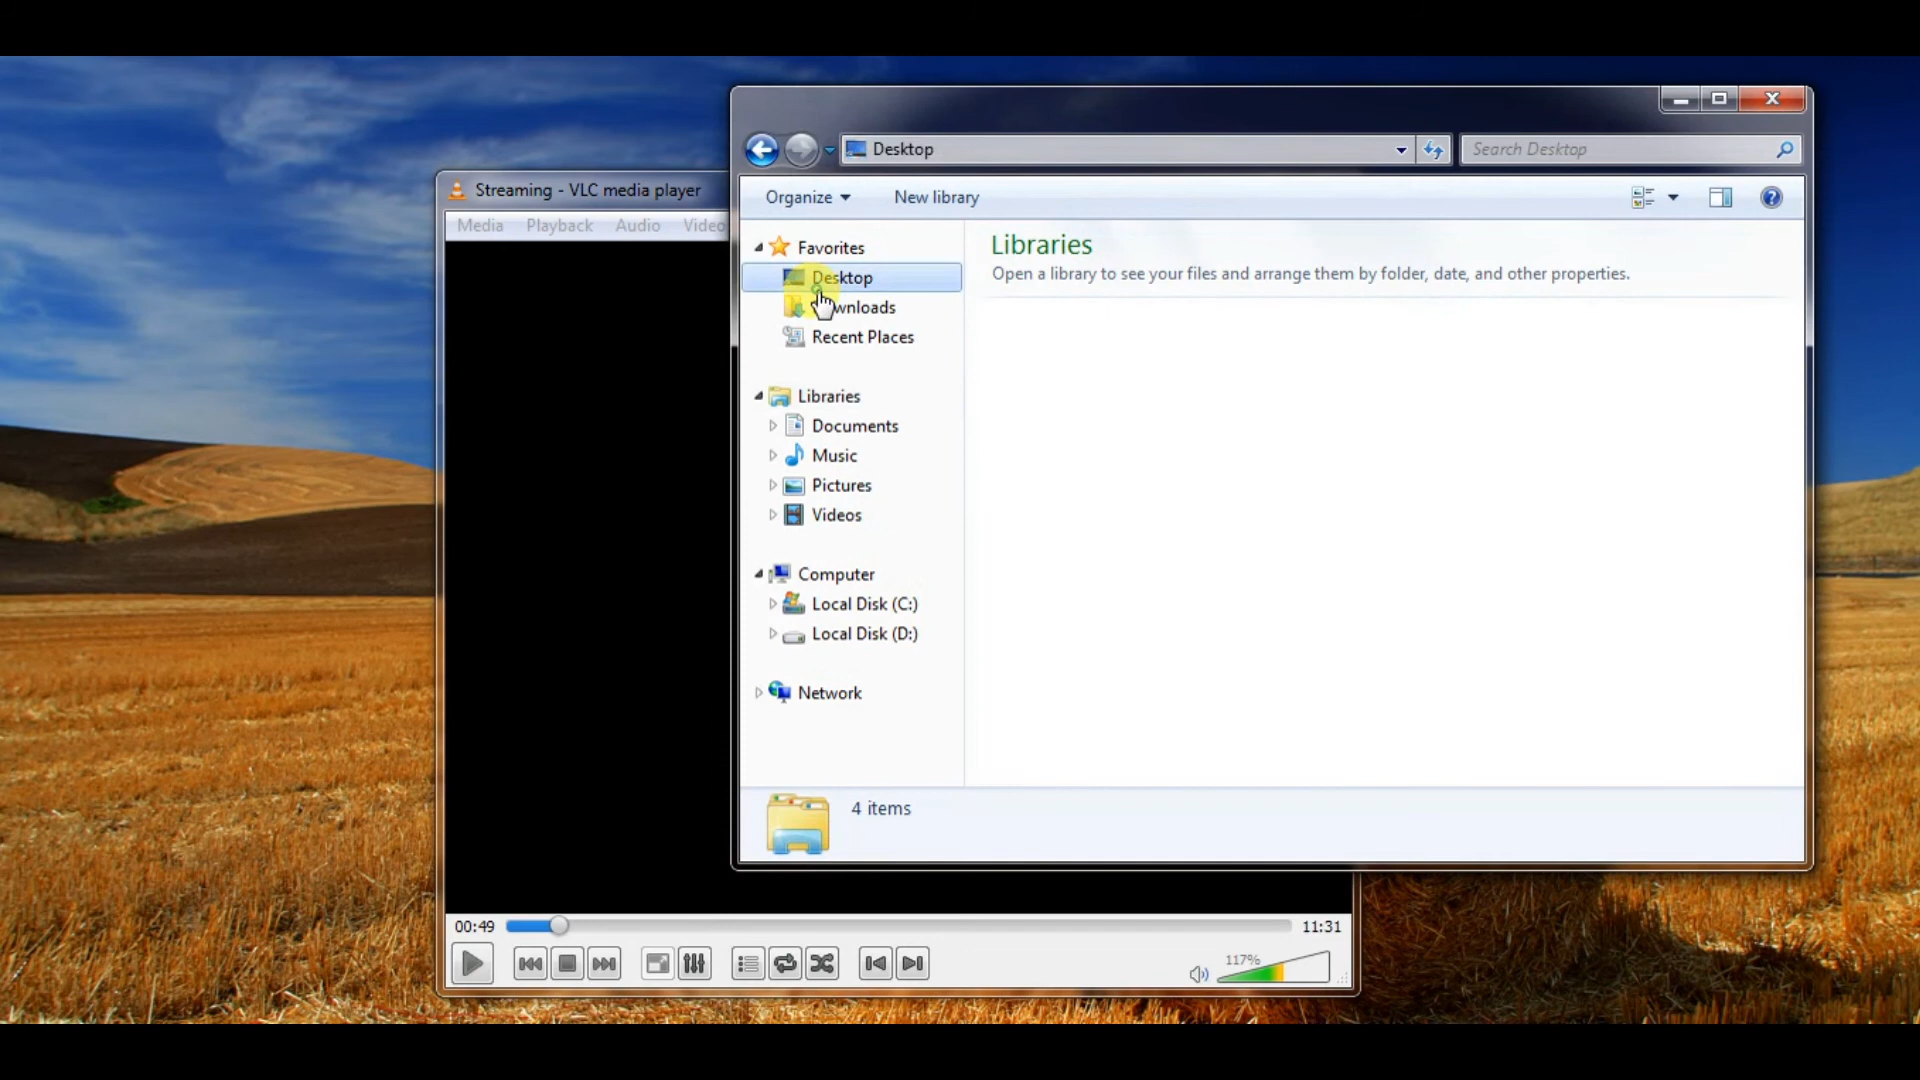 Desktop
Search Desktop
Streaming - VLC media player
Organize
New library
Media
Playback
Audio
Video
Favorites
Desktop
wnloads
Recent Places
Libraries
Documents
Music
Pictures
Videos
Computer
Local Disk (C:)
Local Disk (D:)
Network
Libraries
Open a library to see your files and arrange them by folder, date, and other properties.
4 items
00:49
11:31
117%